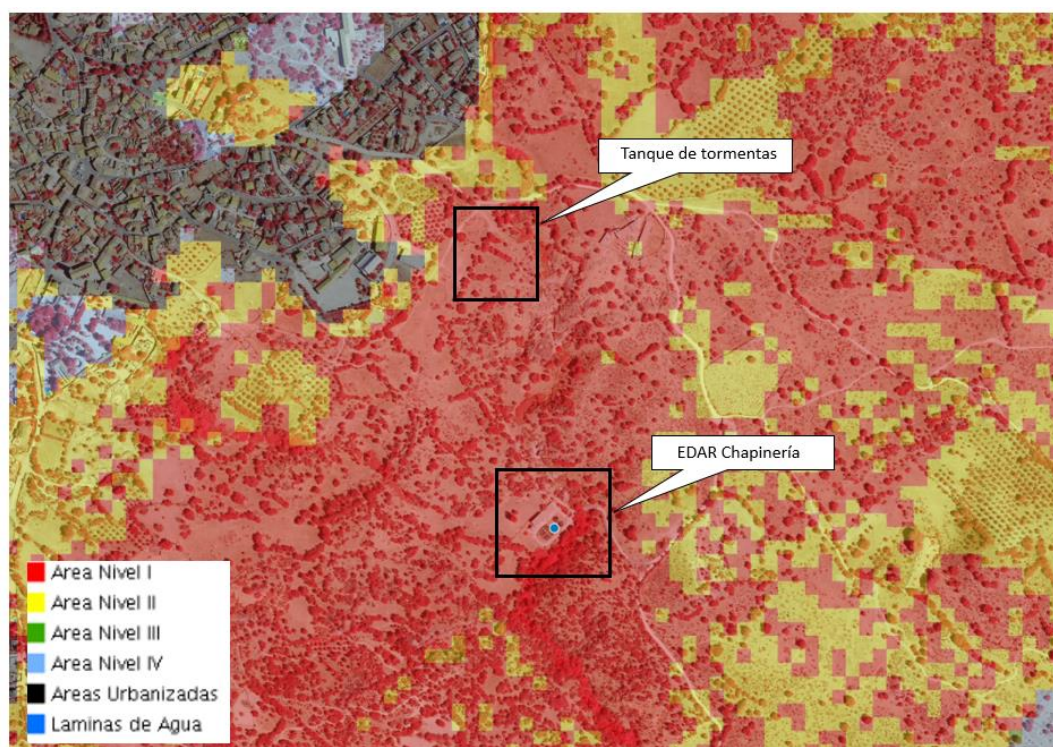 Tanque de tormentas
EDAR Chapinería
Area Nivel I
Area Nivel II
Area Nivel III
Area Nivel IV
Areas Urbanizadas
Laminas de Agua